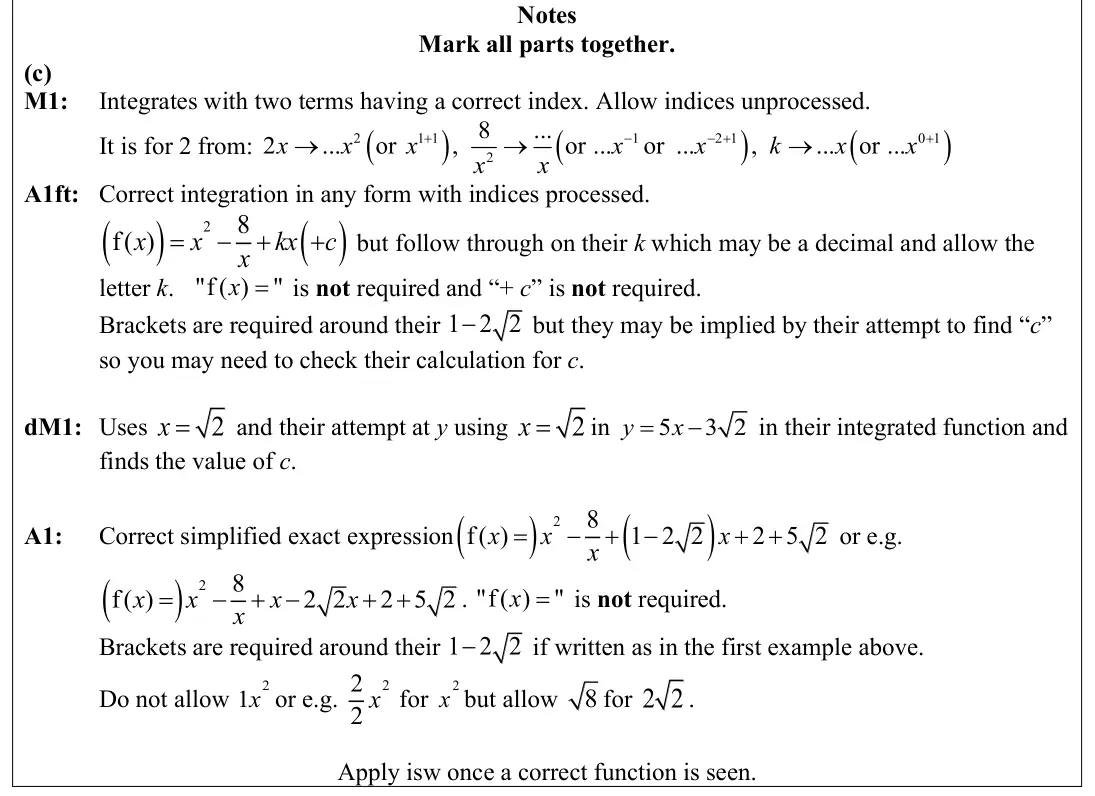 Notes
Mark all parts together.
(c)
M1: Integrates with two terms having a correct index. Allow indices unprocessed.
It is for 2 from: 2x → ...x² (or x¹⁺¹), 8/x² → .../x (or ...x⁻¹ or ...x⁻²⁺¹), k → ...x (or ...x⁰⁺¹)
A1ft: Correct integration in any form with indices processed.
(f(x)) = x² − 8/x + kx(+c) but follow through on their k which may be a decimal and allow the
letter k. "f(x) =" is not required and “+ c” is not required.
Brackets are required around their 1−2√2 but they may be implied by their attempt to find “c”
so you may need to check their calculation for c.
dM1: Uses x = √2 and their attempt at y using x = √2 in y = 5x − 3√2 in their integrated function and
finds the value of c.
A1: Correct simplified exact expression (f(x) =) x² − 8/x + (1−2√2)x + 2 + 5√2 or e.g.
(f(x) =) x² − 8/x + x − 2√2x + 2 + 5√2 . "f(x) =" is not required.
Brackets are required around their 1−2√2 if written as in the first example above.
Do not allow 1x² or e.g. 2/2 x² for x² but allow √8 for 2√2 .
Apply isw once a correct function is seen.